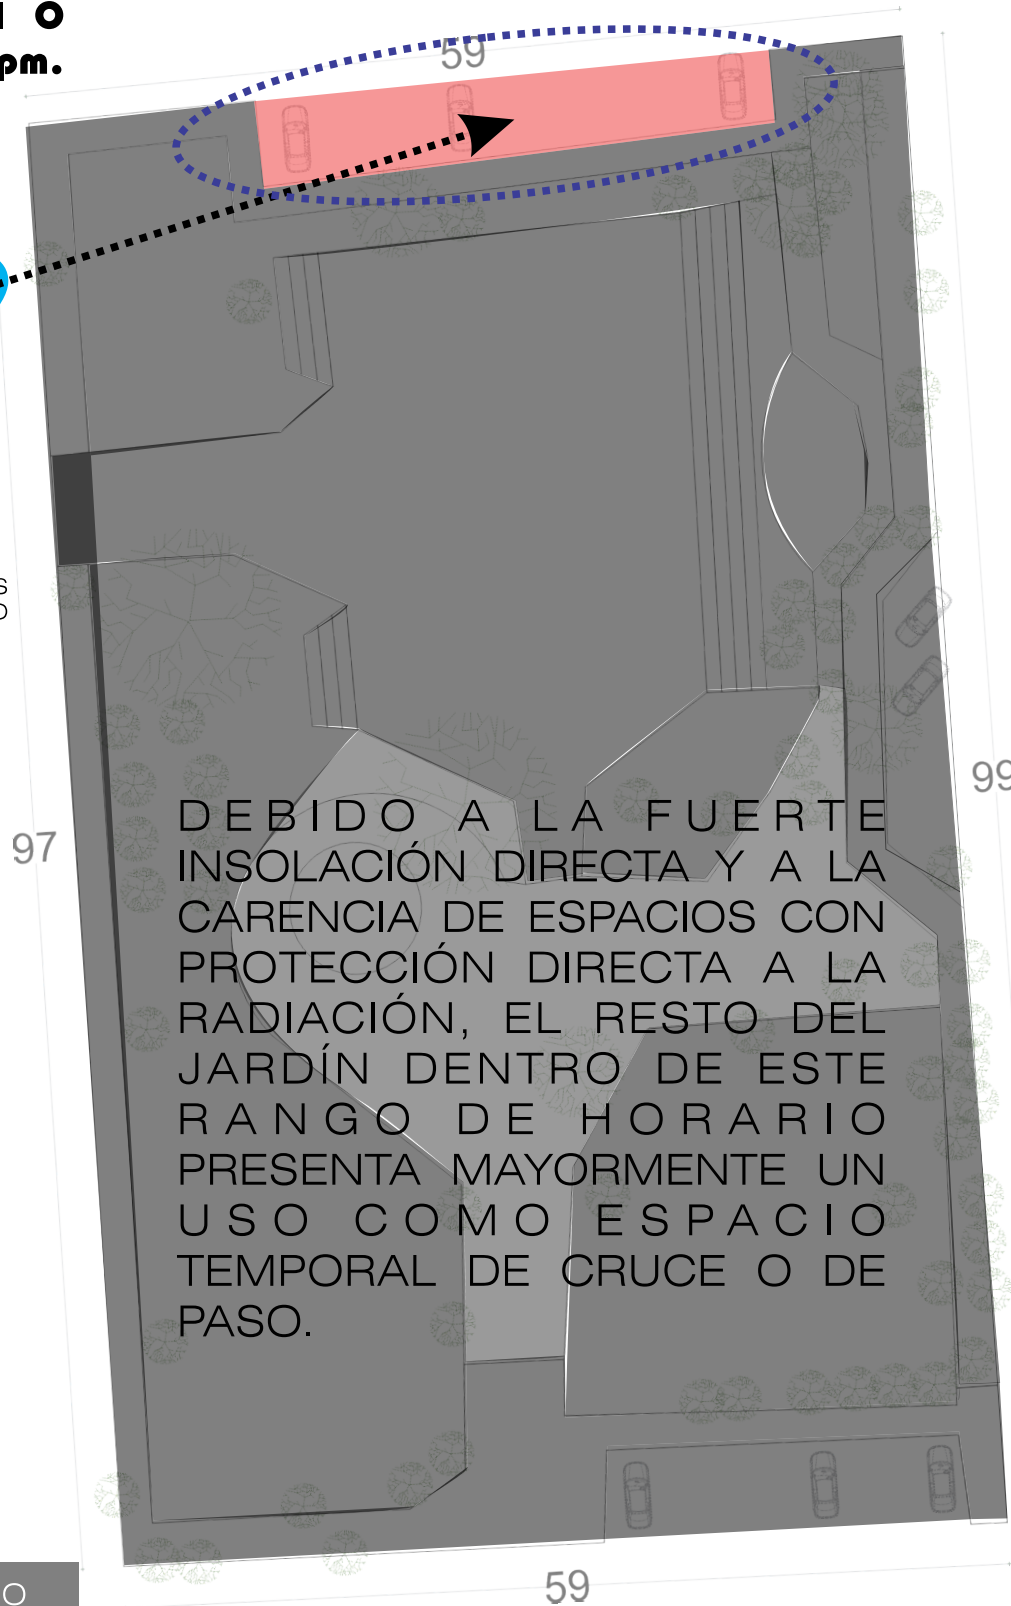 I O
pm.
59
S
O
99
97
DEBIDO A LA FUERTE
INSOLACIÓN DIRECTA Y A LA
CARENCIA DE ESPACIOS CON
PROTECCIÓN DIRECTA A LA
RADIACIÓN, EL RESTO DEL
JARDÍN DENTRO DE ESTE
RANGO DE HORARIO
PRESENTA MAYORMENTE UN
USO COMO ESPACIO
TEMPORAL DE CRUCE O DE
PASO.
59
O